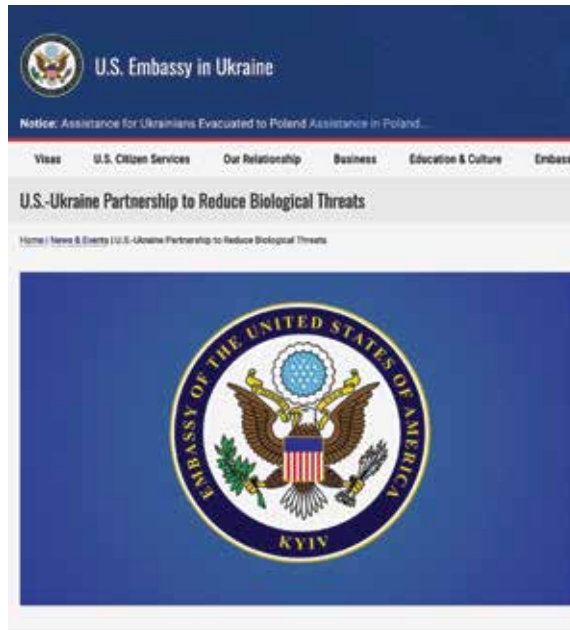 U.S. Embassy in Ukraine
Notice: Assistance for Ukrainians Evacuated to Poland Assistance in Poland...
Visas U.S. Citizen Services Our Relationship Business Education & Culture Embass
U.S.-Ukraine Partnership to Reduce Biological Threats
Home | News & Events | U.S.-Ukraine Partnership to Reduce Biological Threats
EMBASSY OF THE UNITED STATES OF AMERICA
KYIV